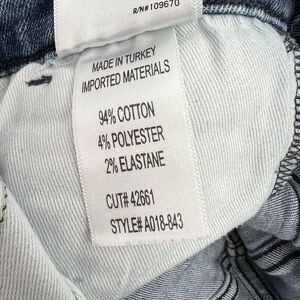 R/N# 109670
MADE IN TURKEY
IMPORTED MATERIALS
94% COTTON
4% POLYESTER
2% ELASTANE
CUT# 42661
STYLE# A018-843